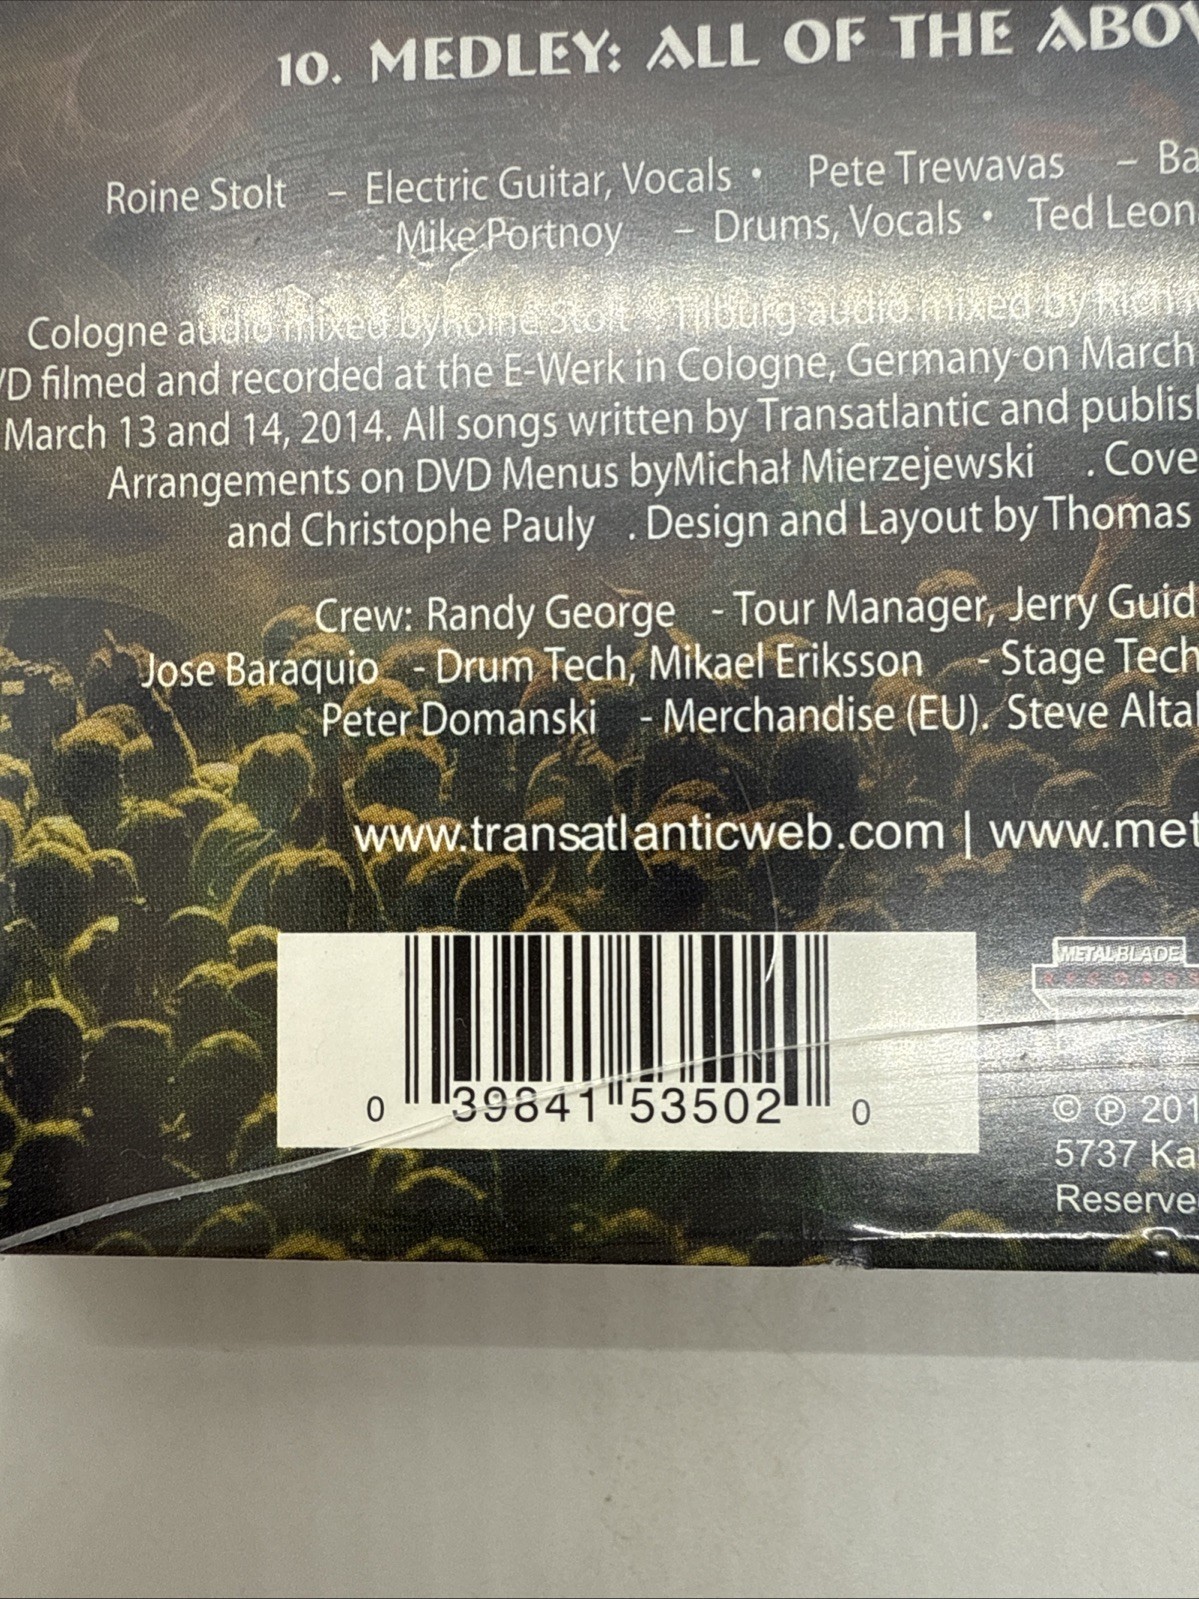 10. MEDLEY: ALL OF THE ABOV
Roine Stolt – Electric Guitar, Vocals • Pete Trewavas – Ba
Mike Portnoy – Drums, Vocals • Ted Leon
Cologne audio mixed by Roine Stolt Tilburg audio mixed by Rich
VD filmed and recorded at the E-Werk in Cologne, Germany on March
March 13 and 14, 2014. All songs written by Transatlantic and publis
Arrangements on DVD Menus byMichał Mierzejewski . Cove
and Christophe Pauly . Design and Layout by Thomas
Crew: Randy George - Tour Manager, Jerry Guid
Jose Baraquio - Drum Tech, Mikael Eriksson - Stage Tech
Peter Domanski - Merchandise (EU). Steve Alta
www.transatlanticweb.com | www.met
METAL BLADE
RECORDS
0 39841 53502 0
© ℗ 201
5737 Ka
Reserve